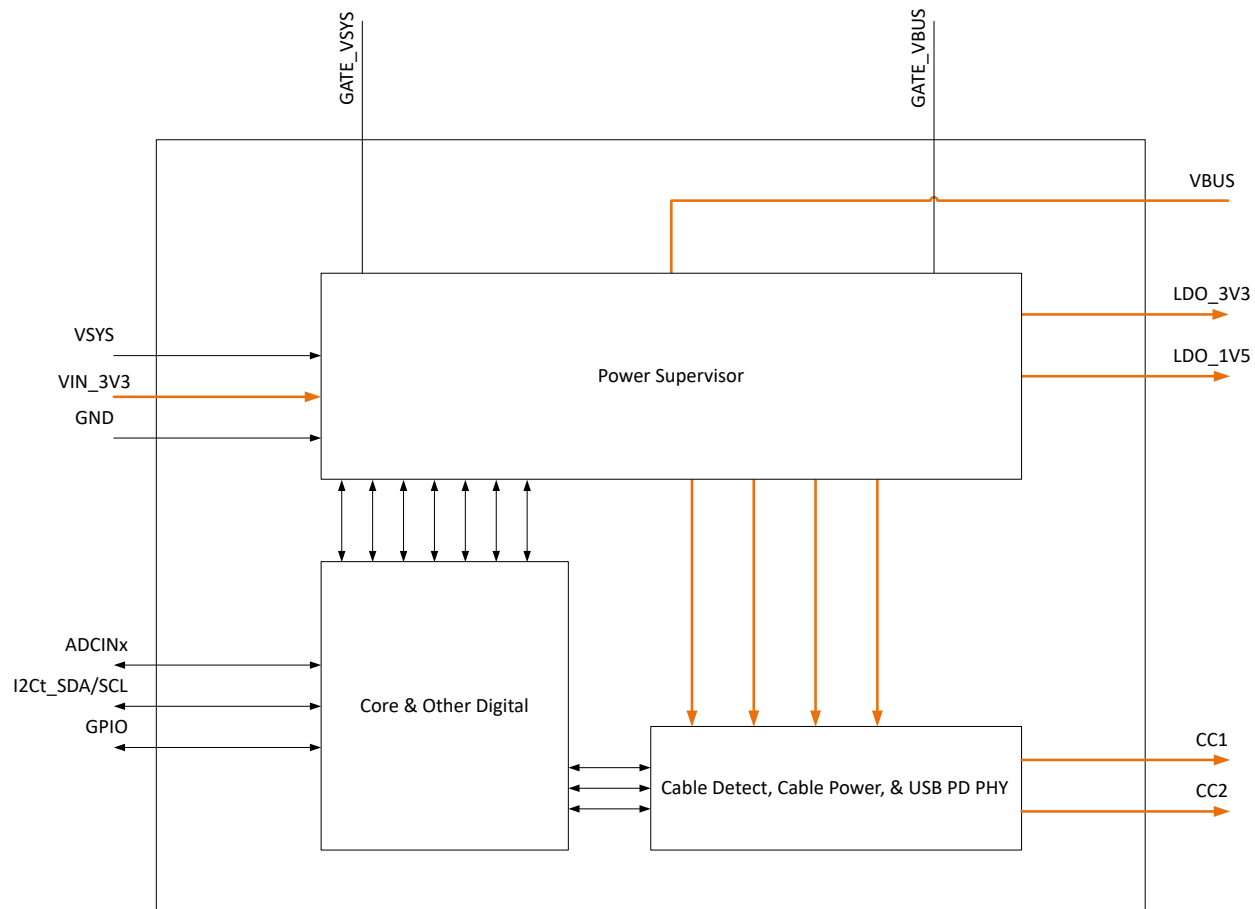 GATE_VSYS
GATE_VBUS
VBUS
LDO_3V3
LDO_1V5
VSYS
VIN_3V3
GND
Power Supervisor
ADCINx
I2Ct_SDA/SCL
GPIO
Core & Other Digital
Cable Detect, Cable Power, & USB PD PHY
CC1
CC2